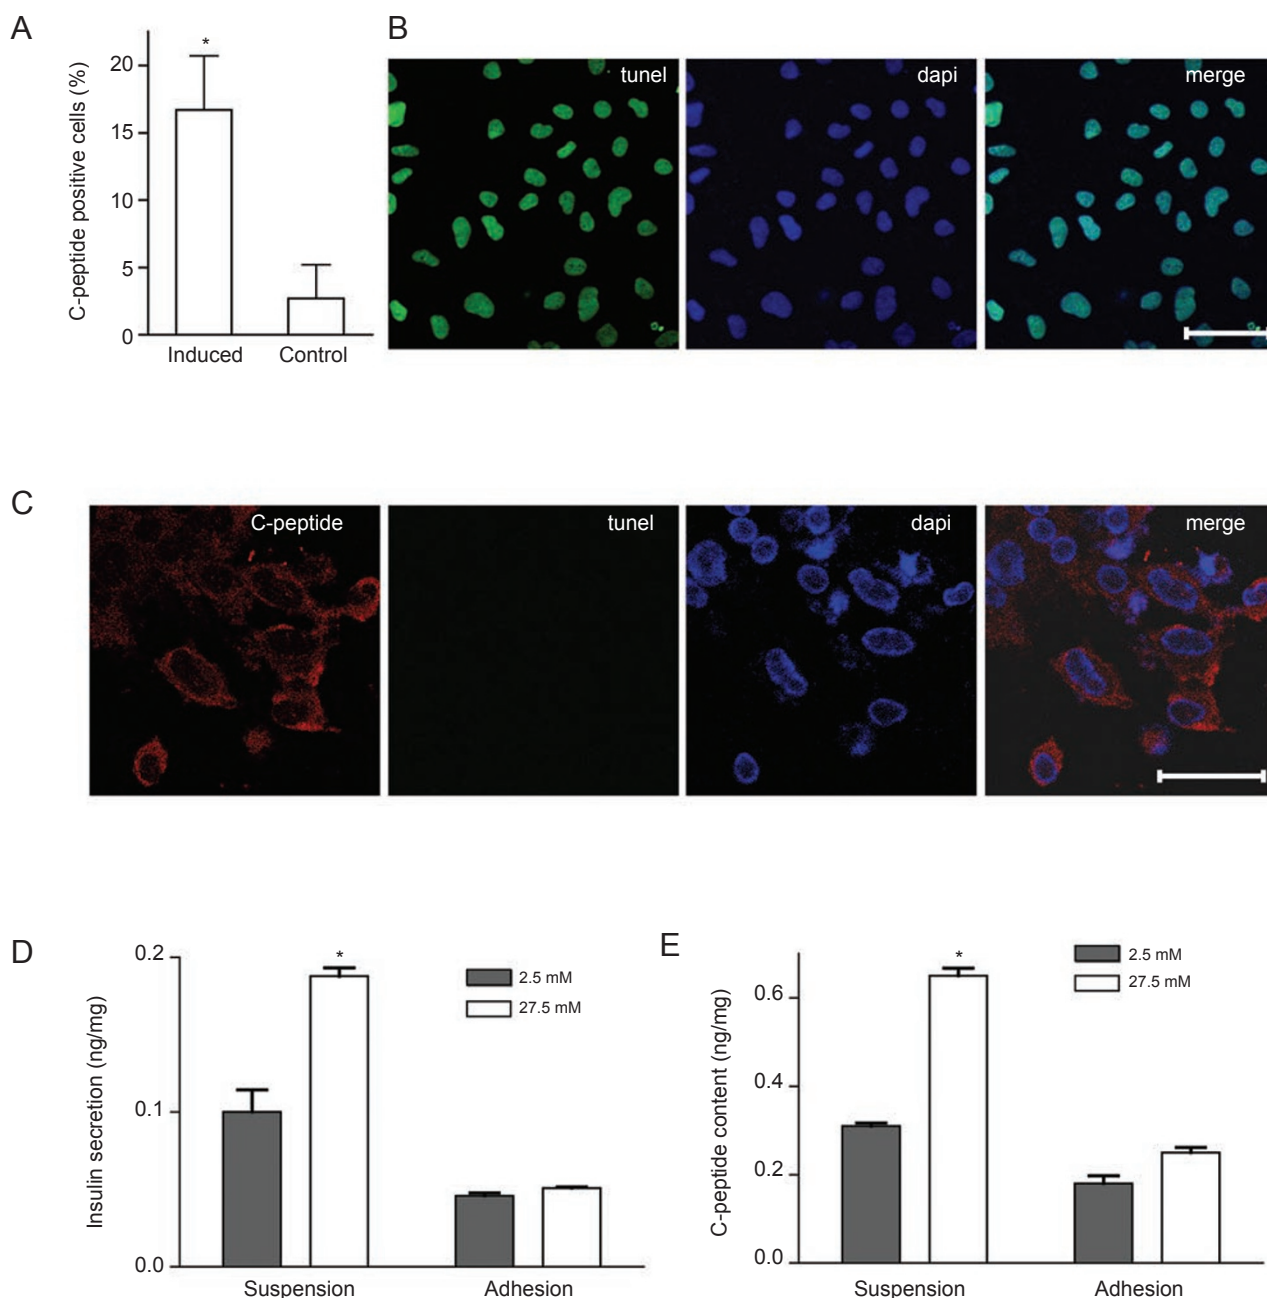 A
C-peptide positive cells (%)
20
15
10
5
0
*
Induced
Control
B
tunel
dapi
merge
C
C-peptide
tunel
dapi
merge
D
Insulin secretion (ng/mg)
0.2
0.1
0.0
*
2.5 mM
27.5 mM
Suspension
Adhesion
E
C-peptide content (ng/mg)
0.6
0.4
0.2
0.0
*
2.5 mM
27.5 mM
Suspension
Adhesion